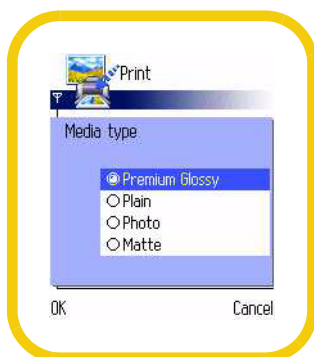 Print
Media type
Premium Glossy
Plain
Photo
Matte
OK Cancel